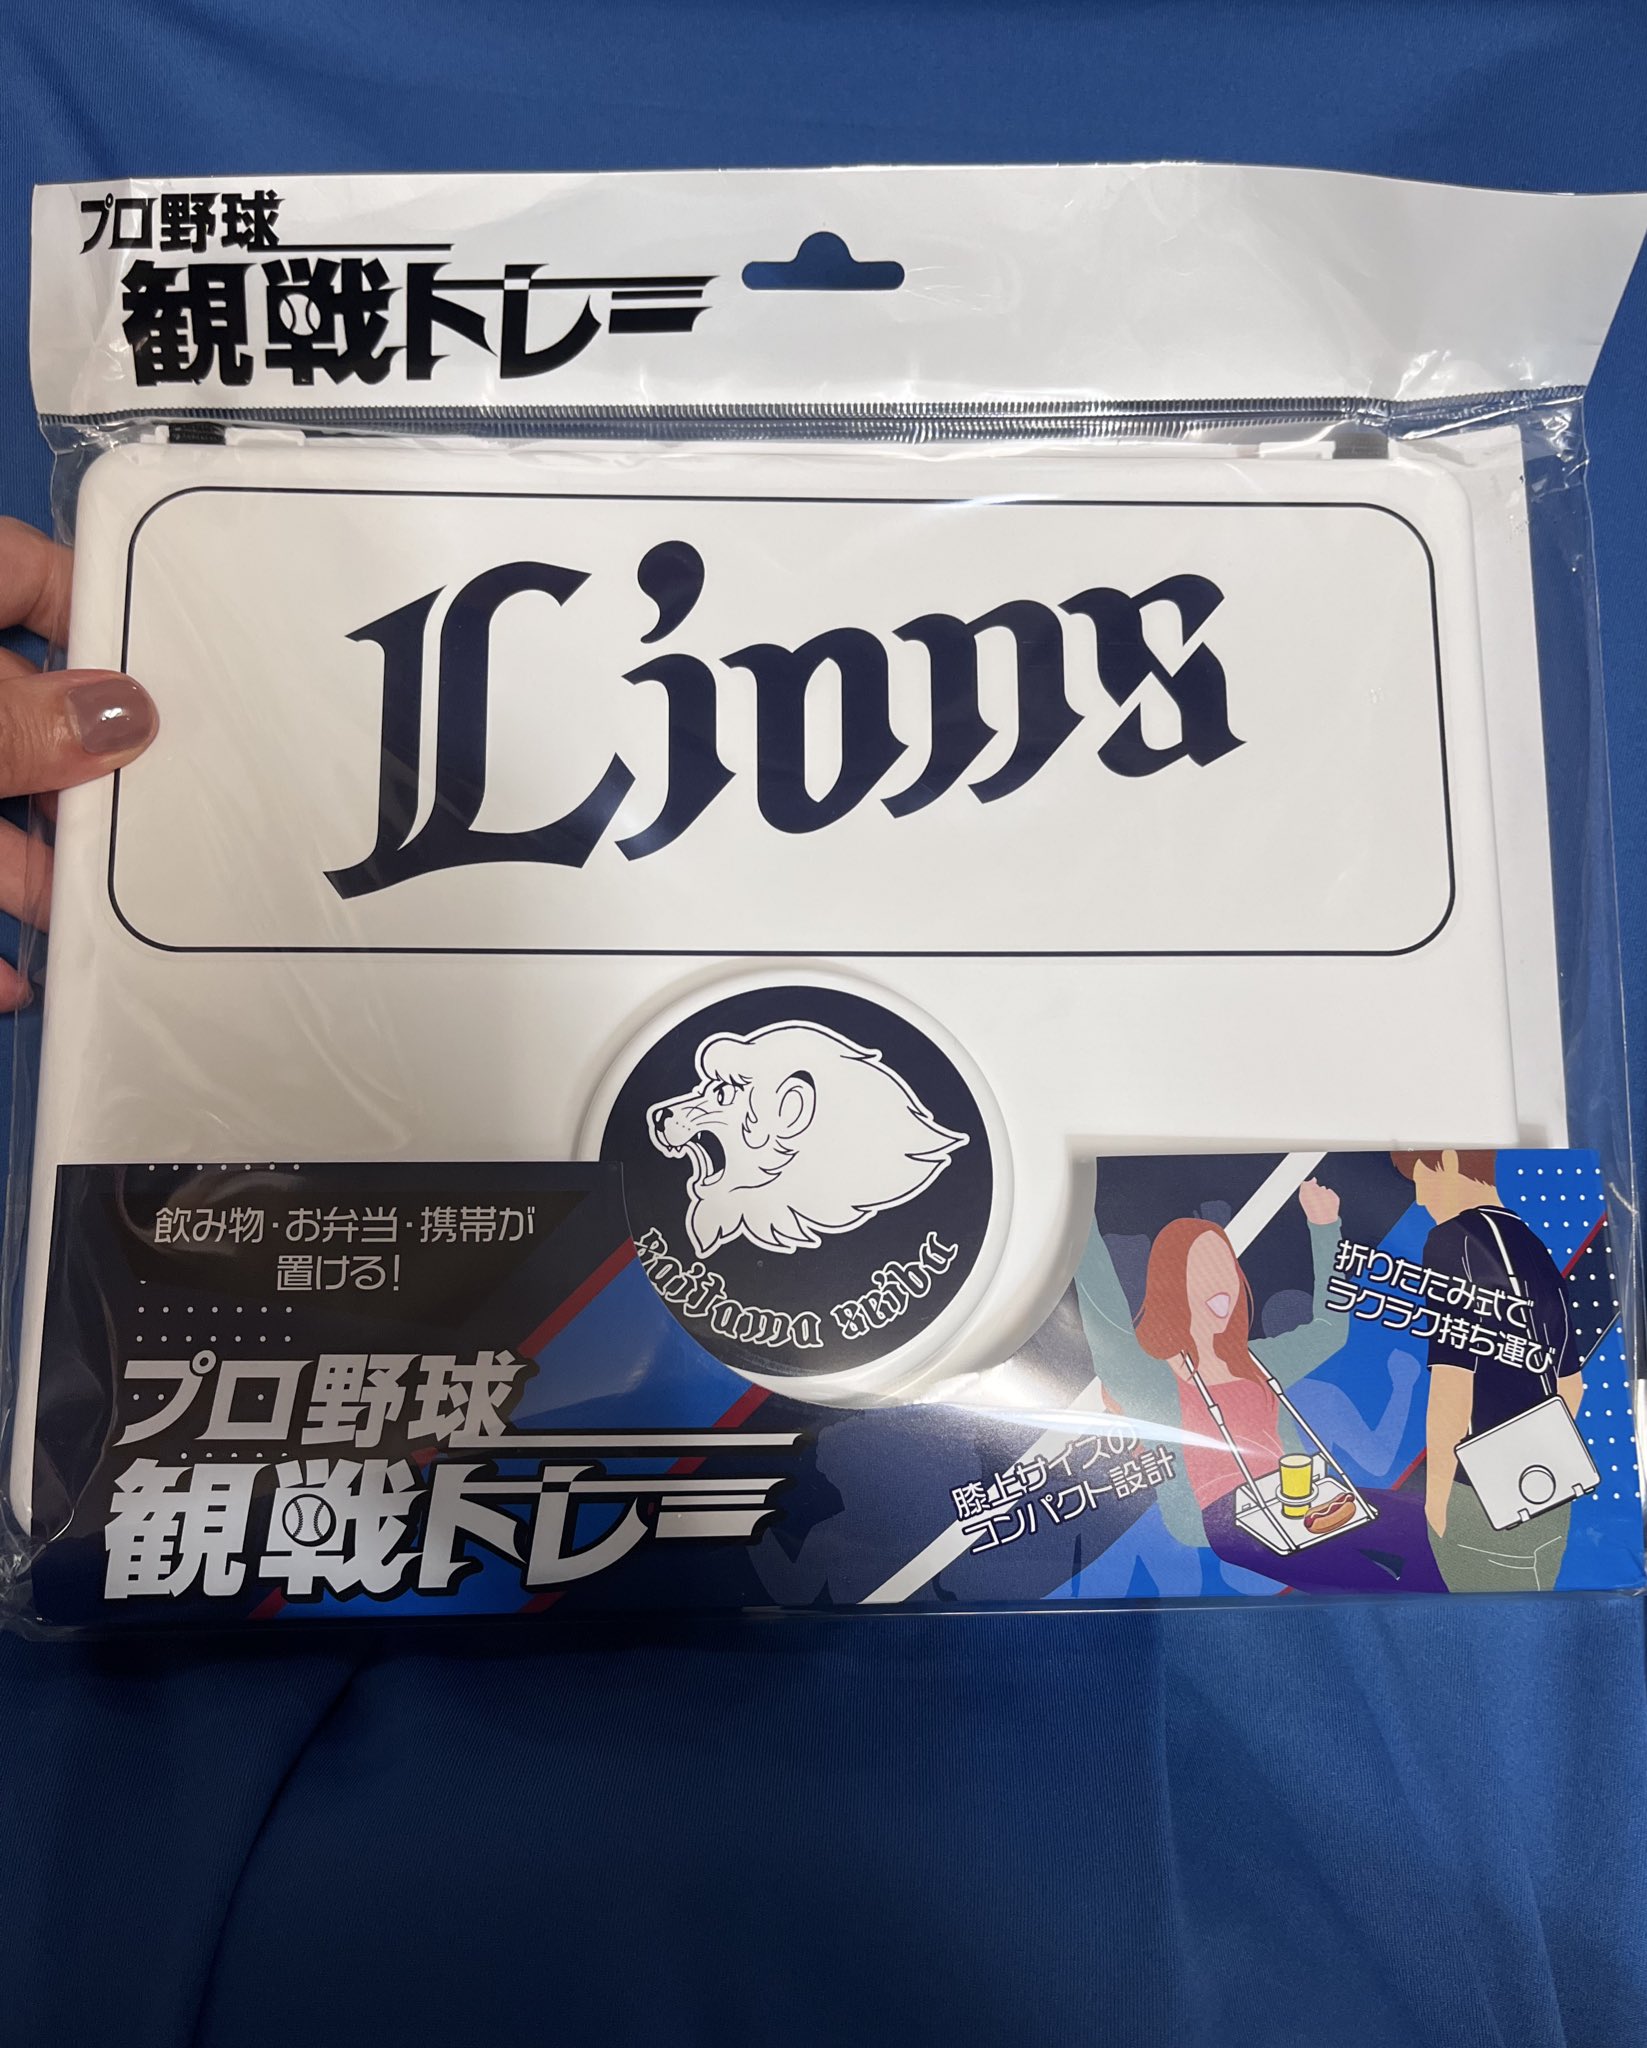 プロ野球
観戦トレー
Lions
Saitama Seibu
飲み物・お弁当・携帯が
置ける!
プロ野球
観戦トレー
膝上サイズの
コンパクト設計
折りたたみ式で
ラクラク持ち運び